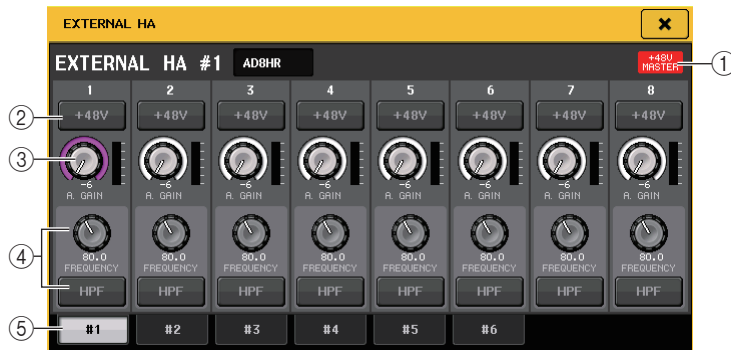 EXTERNAL HA
EXTERNAL HA #1 AD8HR +48V MASTER ①
1 2 3 4 5 6 7 8
② +48V +48V +48V +48V +48V +48V +48V +48V
③ -6 -6 -6 -6 -6 -6 -6 -6
A. GAIN A. GAIN A. GAIN A. GAIN A. GAIN A. GAIN A. GAIN A. GAIN
④ 80.0 80.0 80.0 80.0 80.0 80.0 80.0 80.0
FREQUENCY FREQUENCY FREQUENCY FREQUENCY FREQUENCY FREQUENCY FREQUENCY FREQUENCY
HPF HPF HPF HPF HPF HPF HPF HPF
⑤ #1 #2 #3 #4 #5 #6